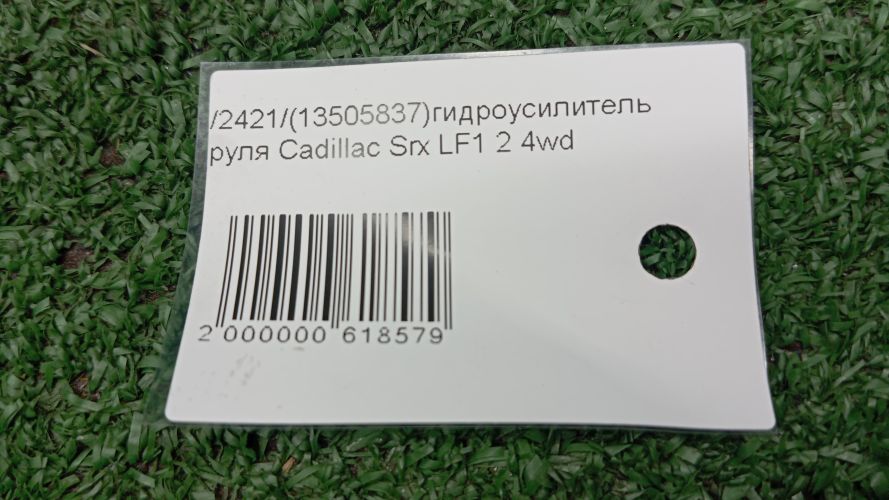 /2421/(13505837)гидроусилитель
руля Cadillac Srx LF1 2 4wd
2 000000 618579